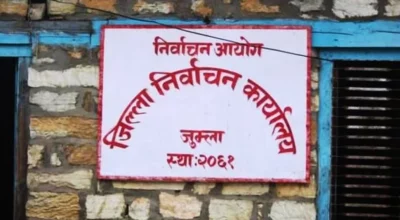 निर्वाचन आयोग
जिल्ला निर्वाचन कार्यालय
जुम्ला
स्था:२०६१